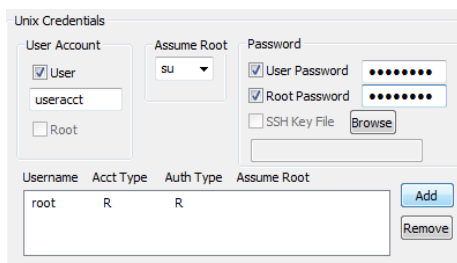 Unix Credentials
User Account
Assume Root
Password
User
su
User Password ●●●●●●●●
useracct
Root Password ●●●●●●●●
Root
SSH Key File Browse
Username Acct Type Auth Type Assume Root
root R R
Add
Remove